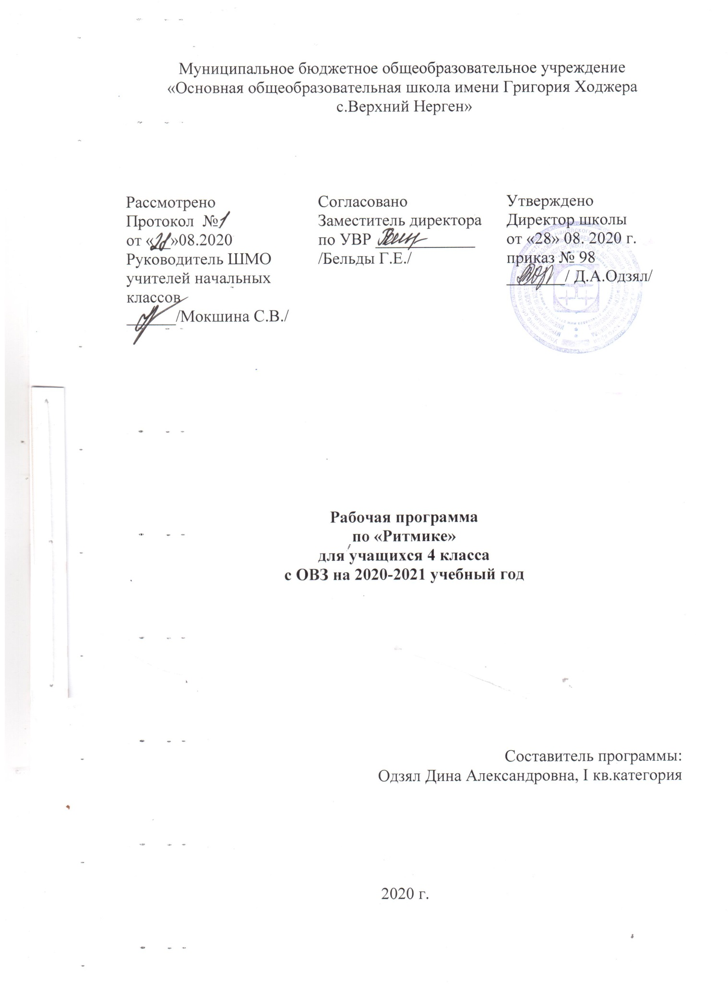 Муниципальное бюджетное общеобразовательное учреждение
«Основная общеобразовательная школа имени Григория Ходжера
с.Верхний Нерген»
Рассмотрено
Протокол №1
от «28»08.2020
Руководитель ШМО
учителей начальных
классов
______/Мокшина С.В./
Согласовано
Заместитель директора
по УВР ____________
/Бельды Г.Е./
Утверждено
Директор школы
от «28» 08. 2020 г.
приказ № 98
_______/ Д.А.Одзял/
Рабочая программа
по «Ритмике»
для учащихся 4 класса
с ОВЗ на 2020-2021 учебный год
Составитель программы:
Одзял Дина Александровна, I кв.категория
2020 г.